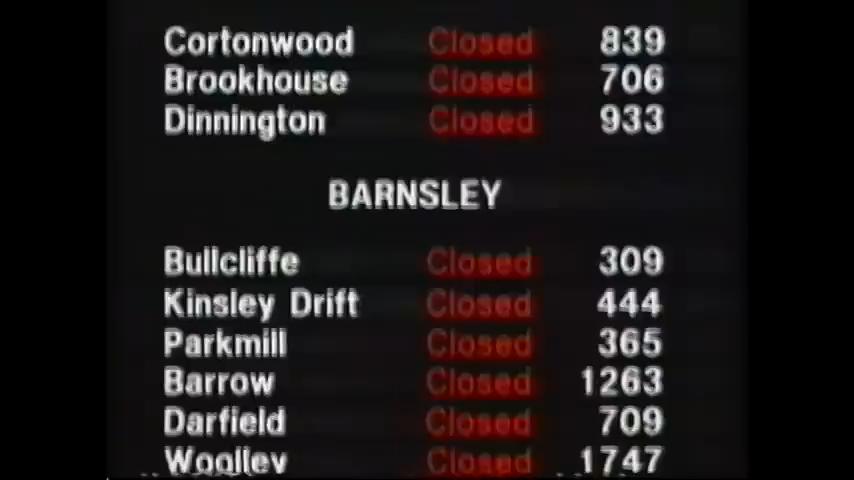 Cortonwood Closed 839
Brookhouse Closed 706
Dinnington Closed 933
BARNSLEY
Bullcliffe Closed 309
Kinsley Drift Closed 444
Parkmill Closed 365
Barrow Closed 1263
Darfield Closed 709
Woolley Closed 1747